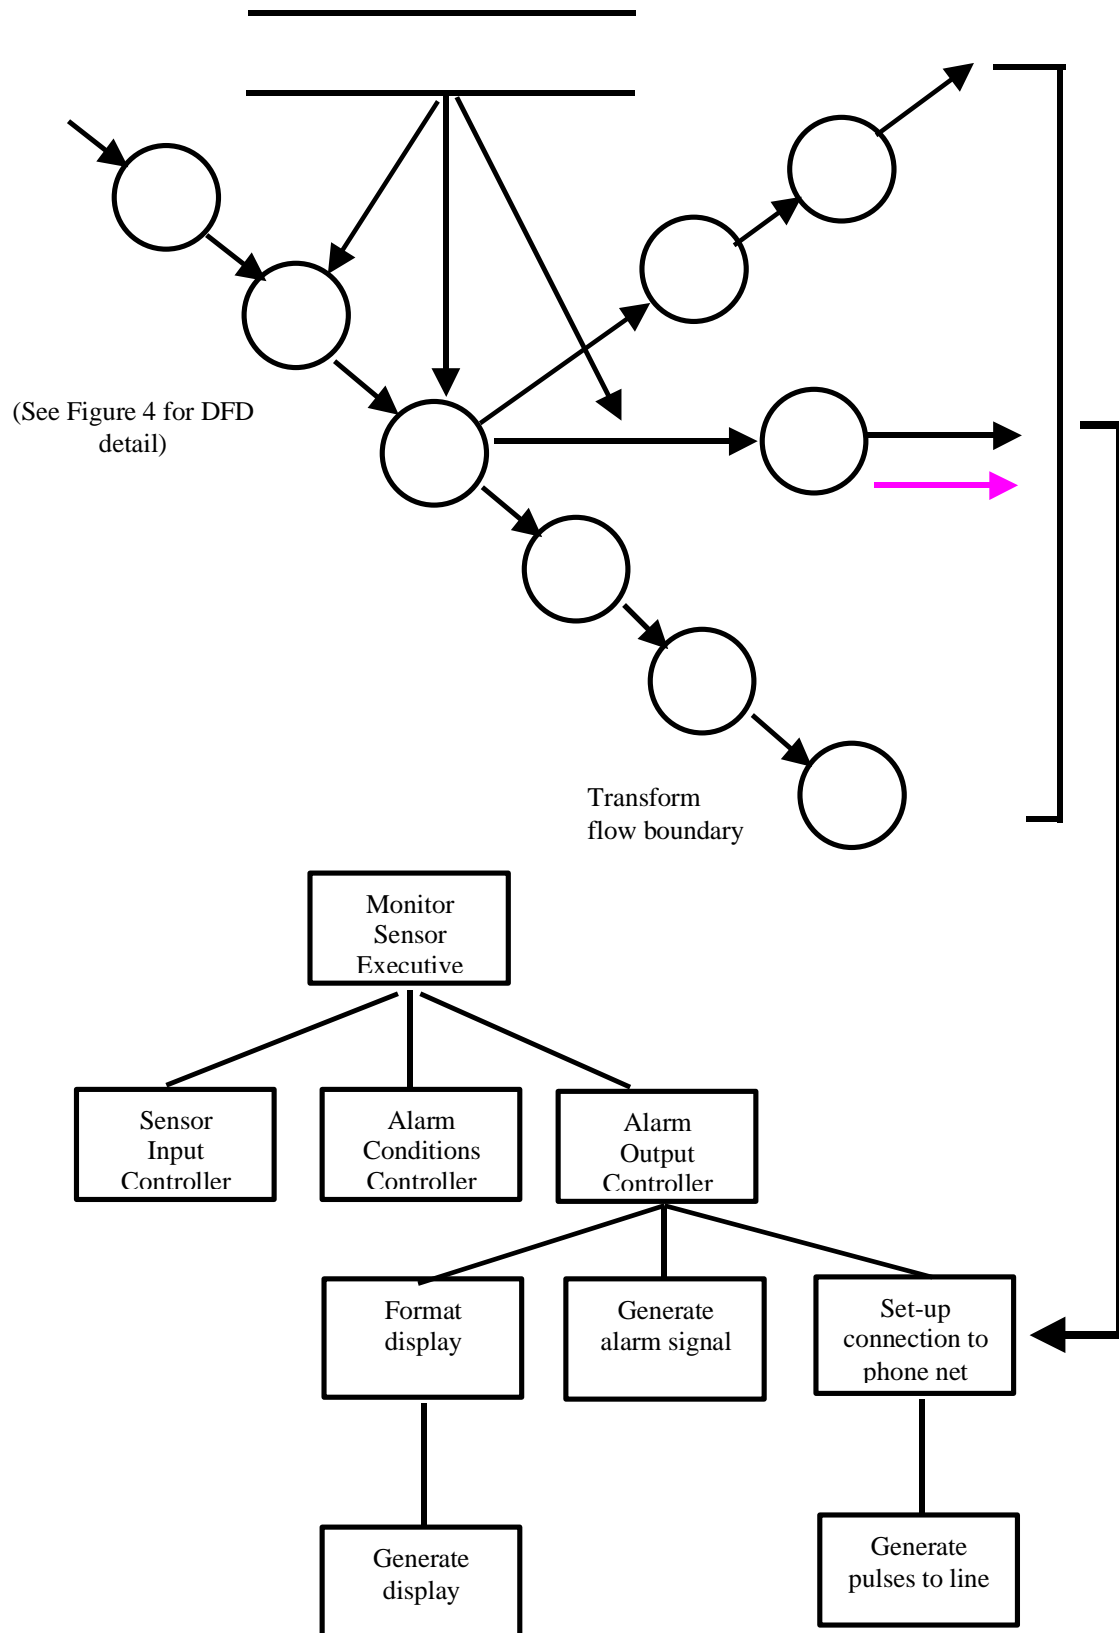 (See Figure 4 for DFD
detail)
Transform
flow boundary
Monitor
Sensor
Executive
Sensor
Input
Controller
Alarm
Conditions
Controller
Alarm
Output
Controller
Format
display
Generate
alarm signal
Set-up
connection to
phone net
Generate
display
Generate
pulses to line